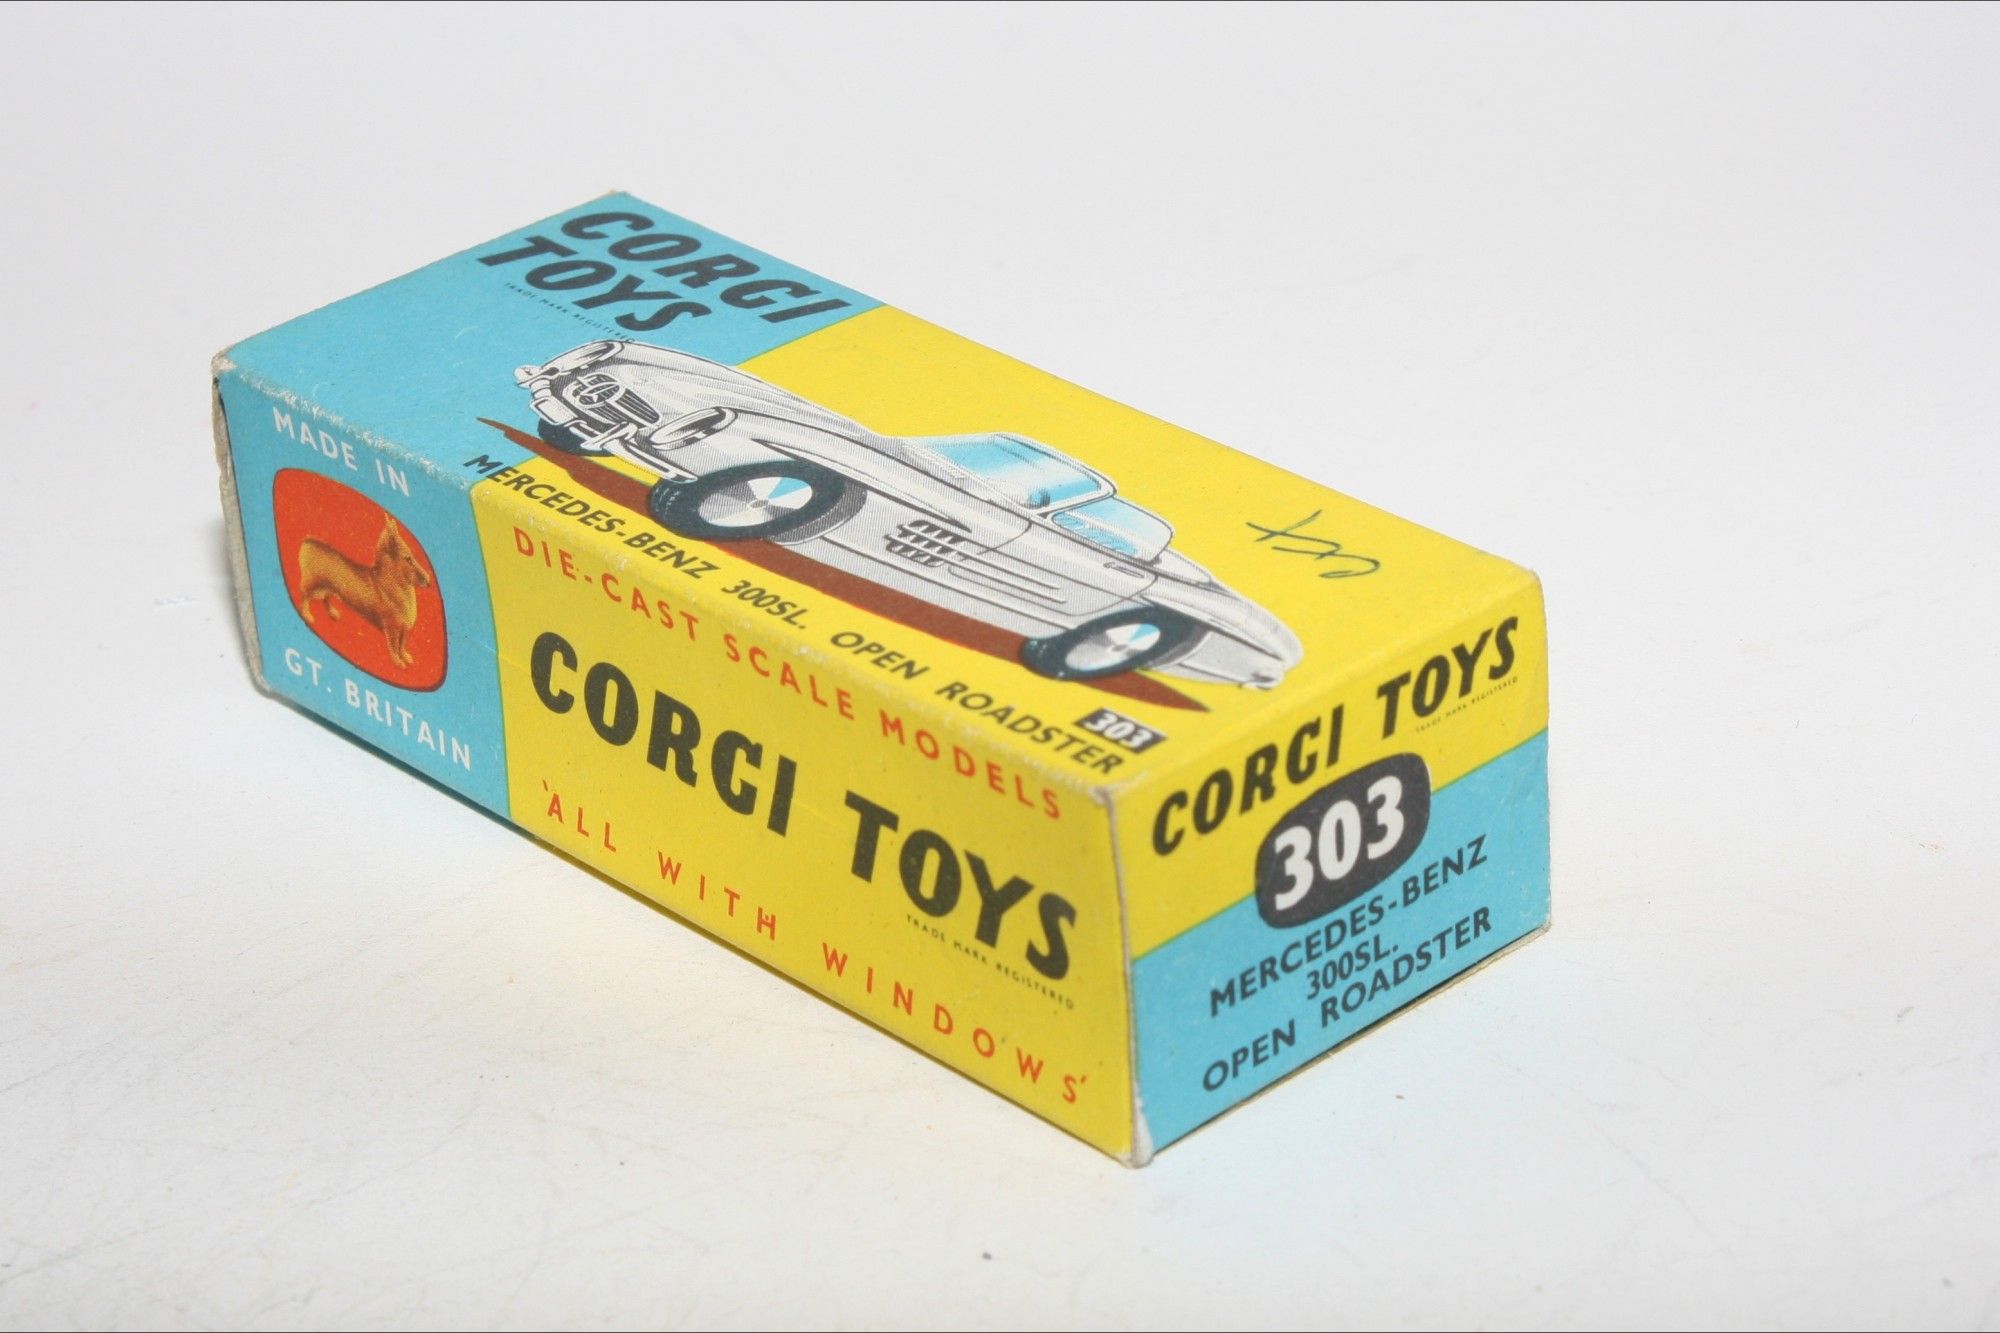 CORGI
TOYS
TRADE MARK REGISTERED
MERCEDES-BENZ 300SL. OPEN ROADSTER
303
MADE IN
GT. BRITAIN
DIE-CAST SCALE MODELS
CORGI TOYS
TRADE MARK REGISTERED
'ALL WITH WINDOWS'
CORGI TOYS
TRADE MARK REGISTERED
303
MERCEDES-BENZ
300SL.
OPEN ROADSTER